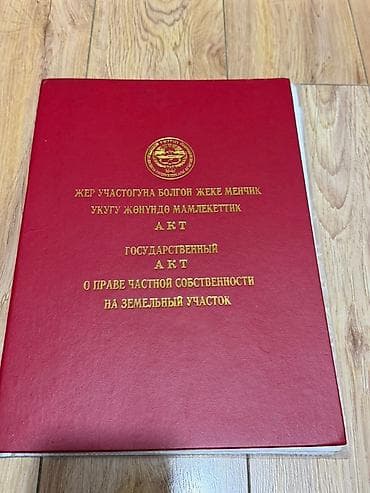 ЖЕР УЧАСТОГУНА БОЛГОН ЖЕКЕ МЕНЧИК
УКУГУ ЖӨНҮНДӨ МАМЛЕКЕТТИК
АКТ
ГОСУДАРСТВЕННЫЙ
АКТ
О ПРАВЕ ЧАСТНОЙ СОБСТВЕННОСТИ
НА ЗЕМЕЛЬНЫЙ УЧАСТОК